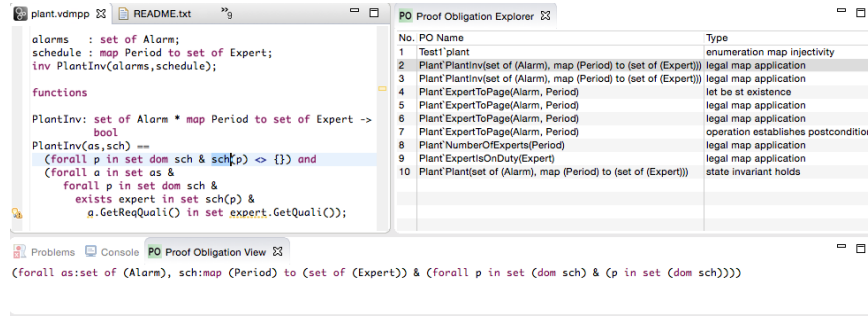 plant.vdmpp README.txt »9
alarms : set of Alarm;
schedule : map Period to set of Expert;
inv PlantInv(alarms,schedule);
functions
PlantInv: set of Alarm * map Period to set of Expert ->
bool
PlantInv(as,sch) ==
(forall p in set dom sch & sch(p) <> {}) and
(forall a in set as &
forall p in set dom sch &
exists expert in set sch(p) &
a.GetReqQuali() in set expert.GetQuali());
PO Proof Obligation Explorer
No. PO Name Type
1 Test1`plant enumeration map injectivity
2 Plant`PlantInv(set of (Alarm), map (Period) to (set of (Expert))) legal map application
3 Plant`PlantInv(set of (Alarm), map (Period) to (set of (Expert))) legal map application
4 Plant`ExpertToPage(Alarm, Period) let be st existence
5 Plant`ExpertToPage(Alarm, Period) legal map application
6 Plant`ExpertToPage(Alarm, Period) legal map application
7 Plant`ExpertToPage(Alarm, Period) operation establishes postcondition
8 Plant`NumberOfExperts(Period) legal map application
9 Plant`ExpertIsOnDuty(Expert) legal map application
10 Plant`Plant(set of (Alarm), map (Period) to (set of (Expert))) state invariant holds
Problems Console PO Proof Obligation View
(forall as:set of (Alarm), sch:map (Period) to (set of (Expert)) & (forall p in set (dom sch) & (p in set (dom sch))))